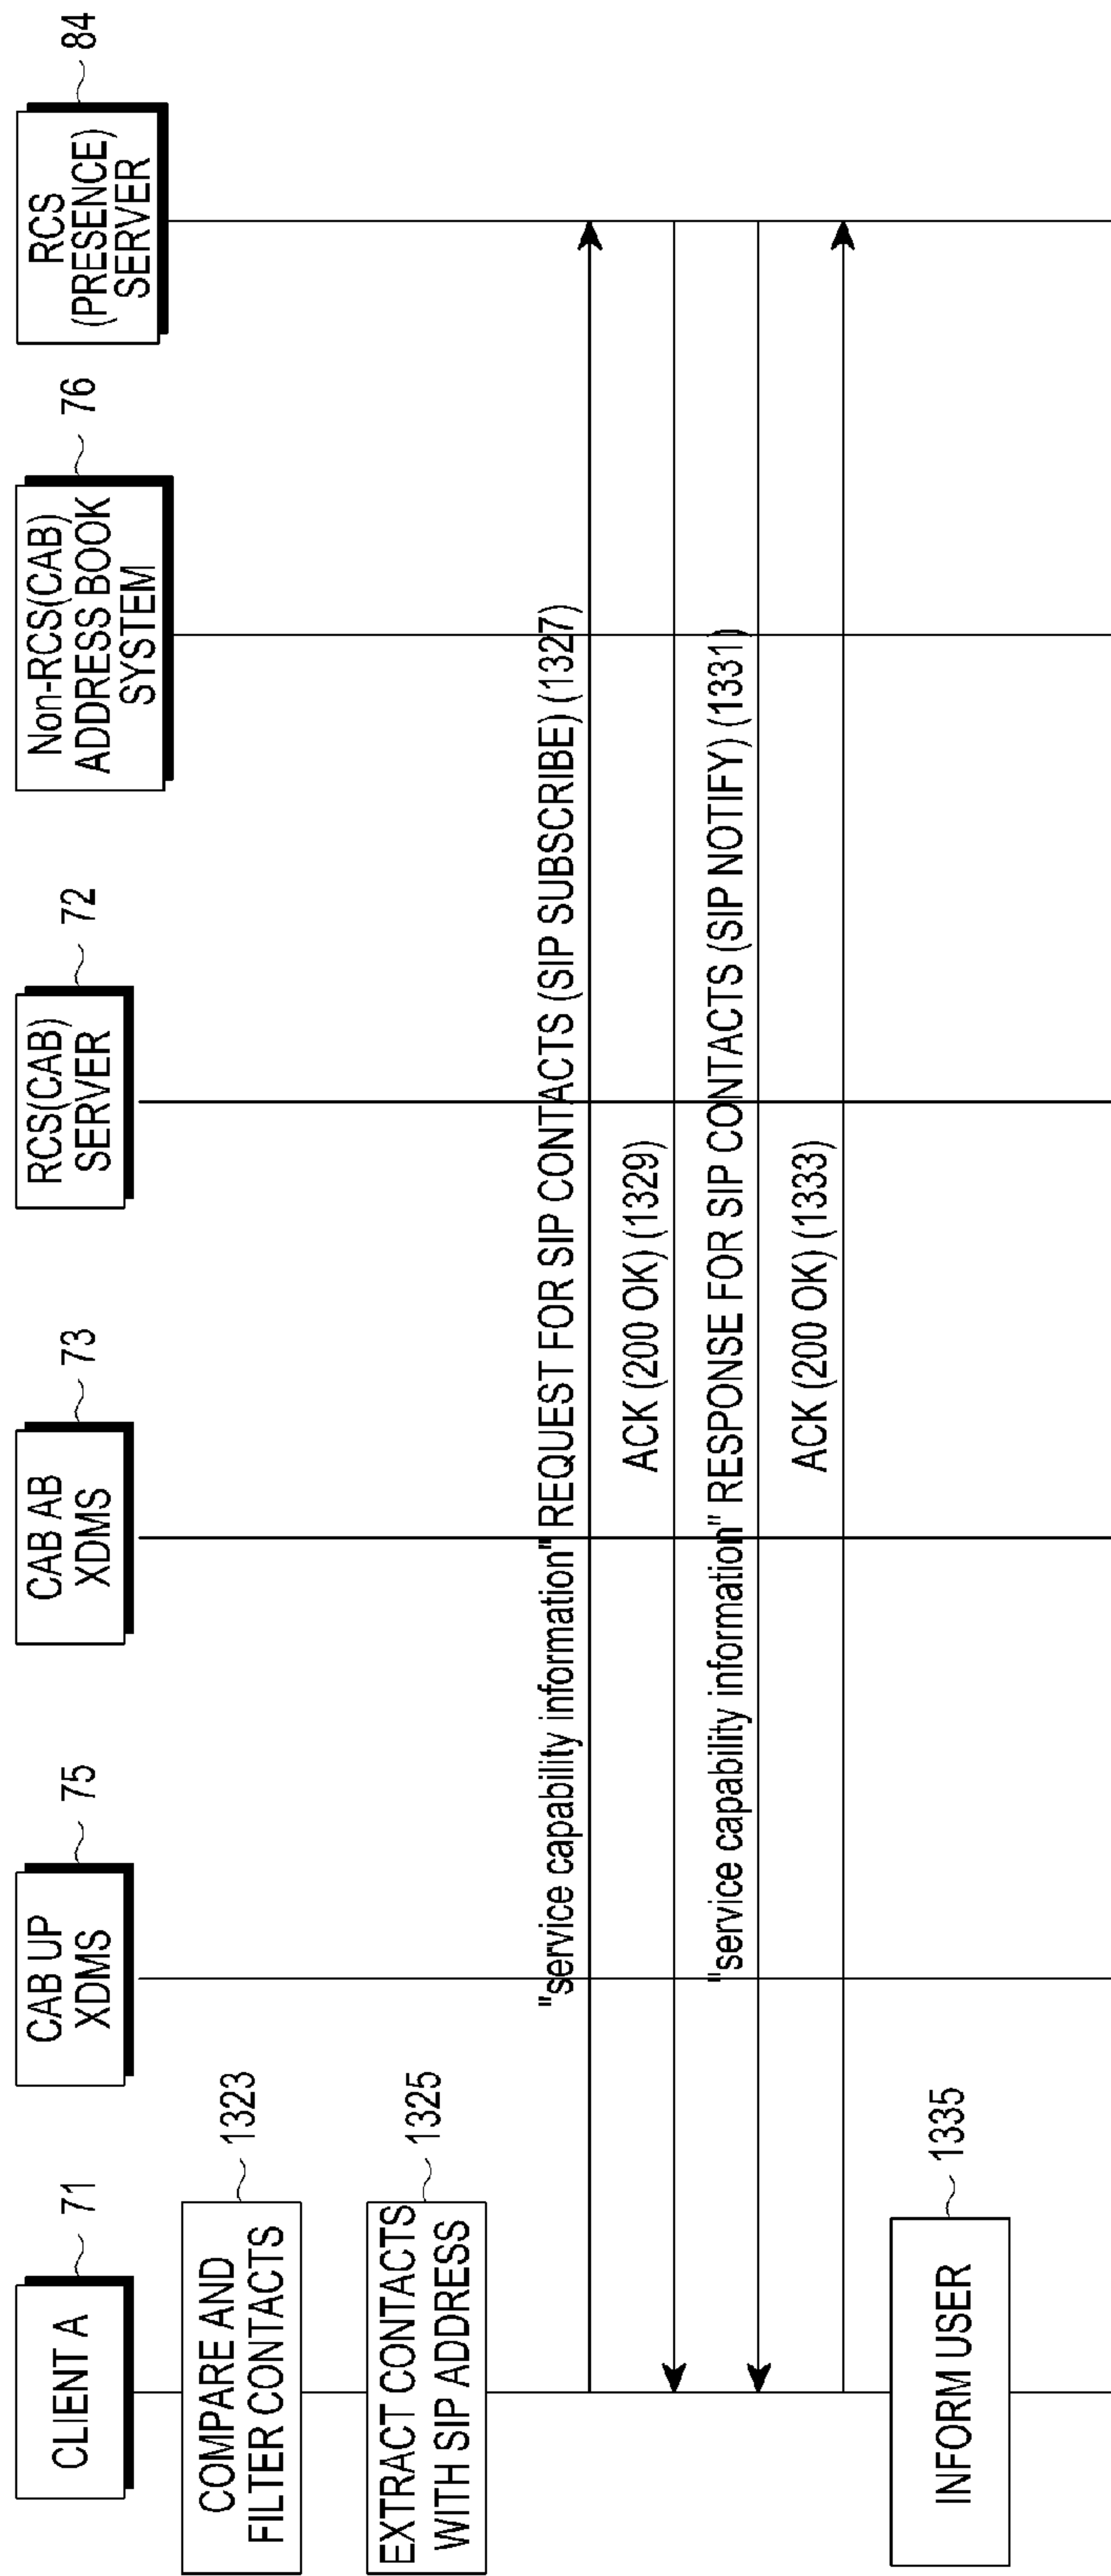 CLIENT A
71
CAB UP
XDMS
75
CAB AB
XDMS
73
RCS(CAB)
SERVER
72
Non-RCS(CAB)
ADDRESS BOOK
SYSTEM
76
RCS
(PRESENCE)
SERVER
84
COMPARE AND
FILTER CONTACTS
1323
EXTRACT CONTACTS
WITH SIP ADDRESS
1325
"service capability information" REQUEST FOR SIP CONTACTS (SIP SUBSCRIBE) (1327)
ACK (200 OK) (1329)
"service capability information" RESPONSE FOR SIP CONTACTS (SIP NOTIFY) (1331)
ACK (200 OK) (1333)
INFORM USER
1335